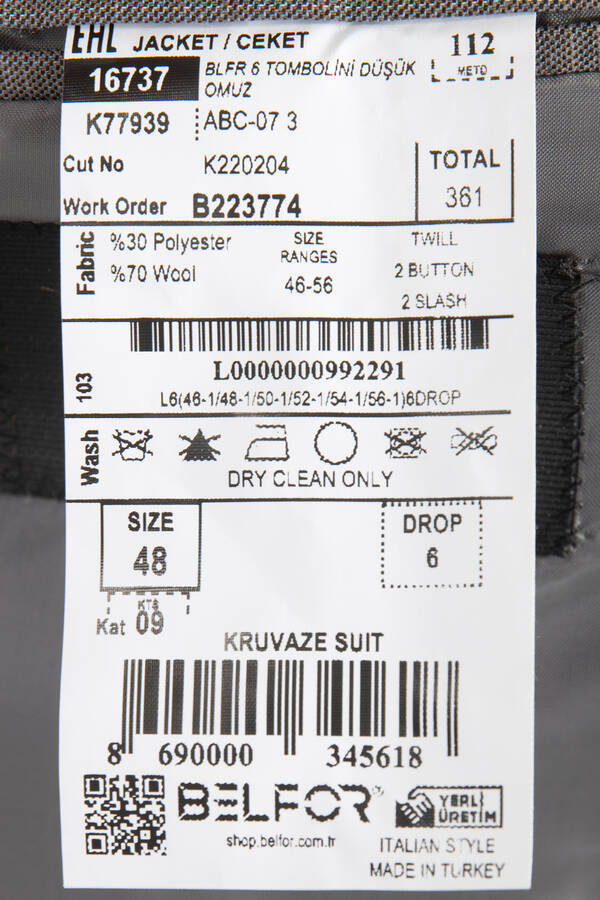 EHL JACKET / CEKET 112
16737 BLFR 6 TOMBOLİNİ DÜŞÜK METO
OMUZ
K77939 ABC-07 3
Cut No K220204 TOTAL
Work Order B223774 361
Fabric %30 Polyester SIZE TWILL
RANGES
%70 Wool 46-56 2 BUTTON
2 SLASH
L0000000992291
103 L6(46-1/48-1/50-1/52-1/54-1/56-1)6DROP
Wash
DRY CLEAN ONLY
SIZE DROP
48 6
KTS
Kat 09
KRUVAZE SUIT
8 690000 345618
BELFOR® YERLİ
ÜRETİM
shop.belfor.com.tr ITALIAN STYLE
MADE IN TURKEY